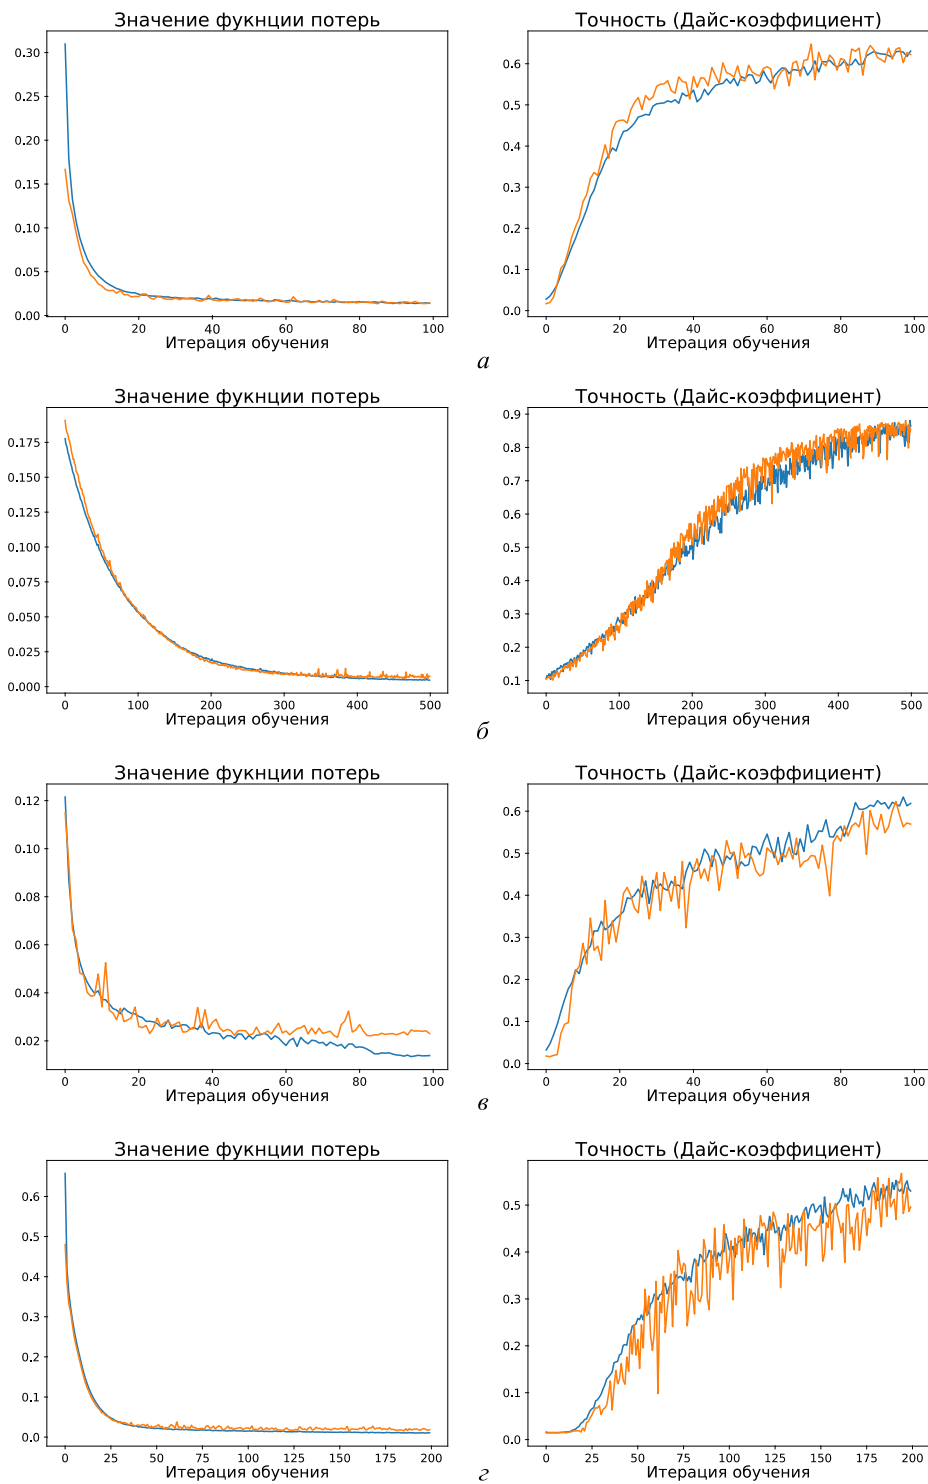 Значение фукнции потерь
Точность (Дайс-коэффициент)
0.30
0.25
0.20
0.15
0.10
0.05
0.00
0 20 40 60 80 100
Итерация обучения
0.6
0.5
0.4
0.3
0.2
0.1
0.0
0 20 40 60 80 100
Итерация обучения
а
Значение фукнции потерь
Точность (Дайс-коэффициент)
0.175
0.150
0.125
0.100
0.075
0.050
0.025
0.000
0 100 200 300 400 500
Итерация обучения
0.9
0.8
0.7
0.6
0.5
0.4
0.3
0.2
0.1
0 100 200 300 400 500
Итерация обучения
б
Значение фукнции потерь
Точность (Дайс-коэффициент)
0.12
0.10
0.08
0.06
0.04
0.02
0 20 40 60 80 100
Итерация обучения
0.6
0.5
0.4
0.3
0.2
0.1
0.0
0 20 40 60 80 100
Итерация обучения
в
Значение фукнции потерь
Точность (Дайс-коэффициент)
0.6
0.5
0.4
0.3
0.2
0.1
0.0
0 25 50 75 100 125 150 175 200
Итерация обучения
0.5
0.4
0.3
0.2
0.1
0.0
0 25 50 75 100 125 150 175 200
Итерация обучения
г